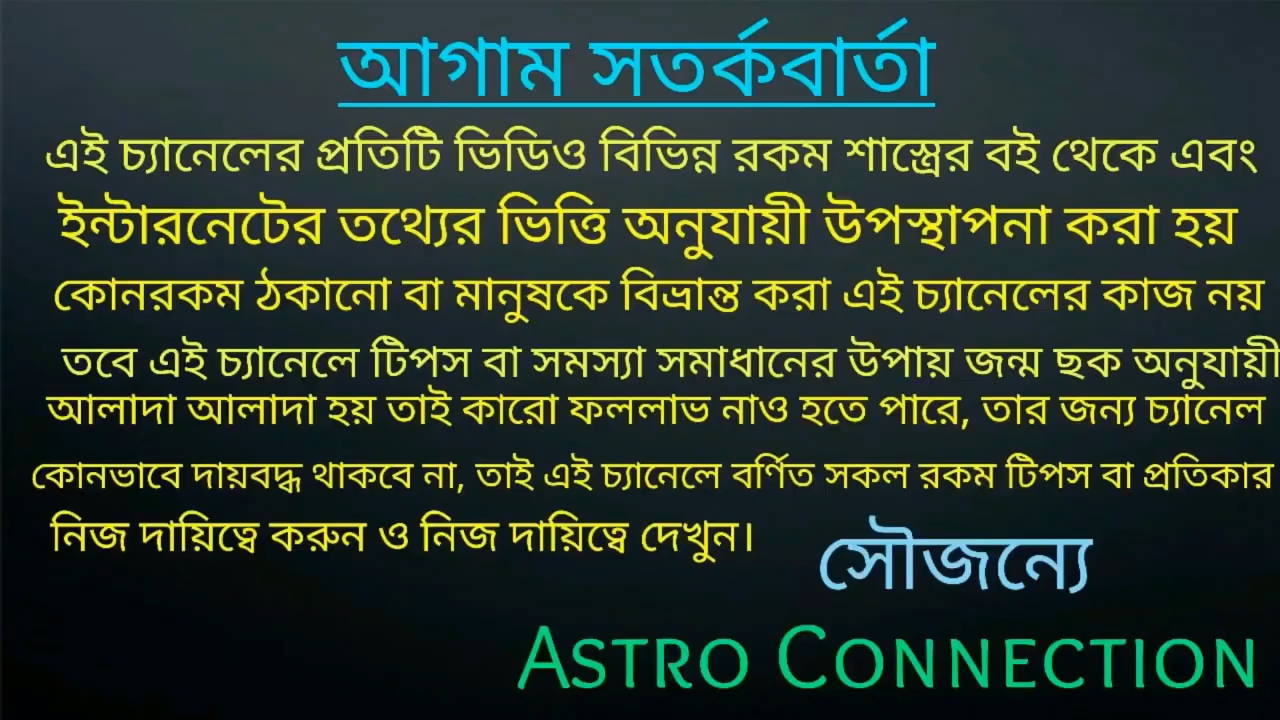 আগাম সতর্কবার্তা
এই চ্যানেলের প্রতিটি ভিডিও বিভিন্ন রকম শাস্ত্রের বই থেকে এবং
ইন্টারনেটের তথ্যের ভিত্তি অনুযায়ী উপস্থাপনা করা হয়
কোনরকম ঠকানো বা মানুষকে বিভ্রান্ত করা এই চ্যানেলের কাজ নয়
তবে এই চ্যানেলে টিপস বা সমস্যা সমাধানের উপায় জন্ম ছক অনুযায়ী
আলাদা আলাদা হয় তাই কারো ফললাভ নাও হতে পারে, তার জন্য চ্যানেল
কোনভাবে দায়বদ্ধ থাকবে না, তাই এই চ্যানেলে বর্ণিত সকল রকম টিপস বা প্রতিকার
নিজ দায়িত্বে করুন ও নিজ দায়িত্বে দেখুন।
সৌজন্যে
ASTRO CONNECTION